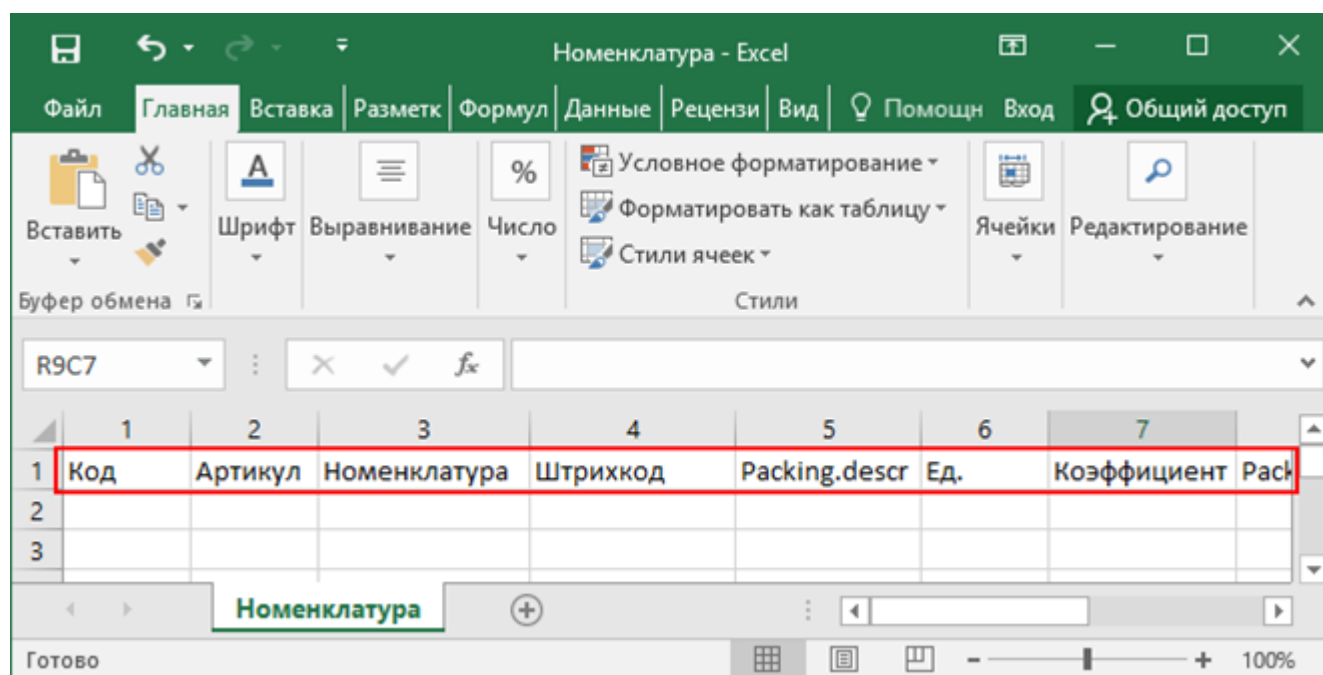 Номенклатура - Excel
Файл Главная Вставка Разметк Формул Данные Рецензи Вид Помощн Вход Общий доступ
Вставить
Шрифт Выравнивание Число
Условное форматирование
Форматировать как таблицу
Стили ячеек
Ячейки Редактирование
Буфер обмена Стили
R9C7 fx
1 2 3 4 5 6 7
1 Код Артикул Номенклатура Штрихкод Packing.descr Ед. Коэффициент
2
3
Номенклатура
Готово 100%